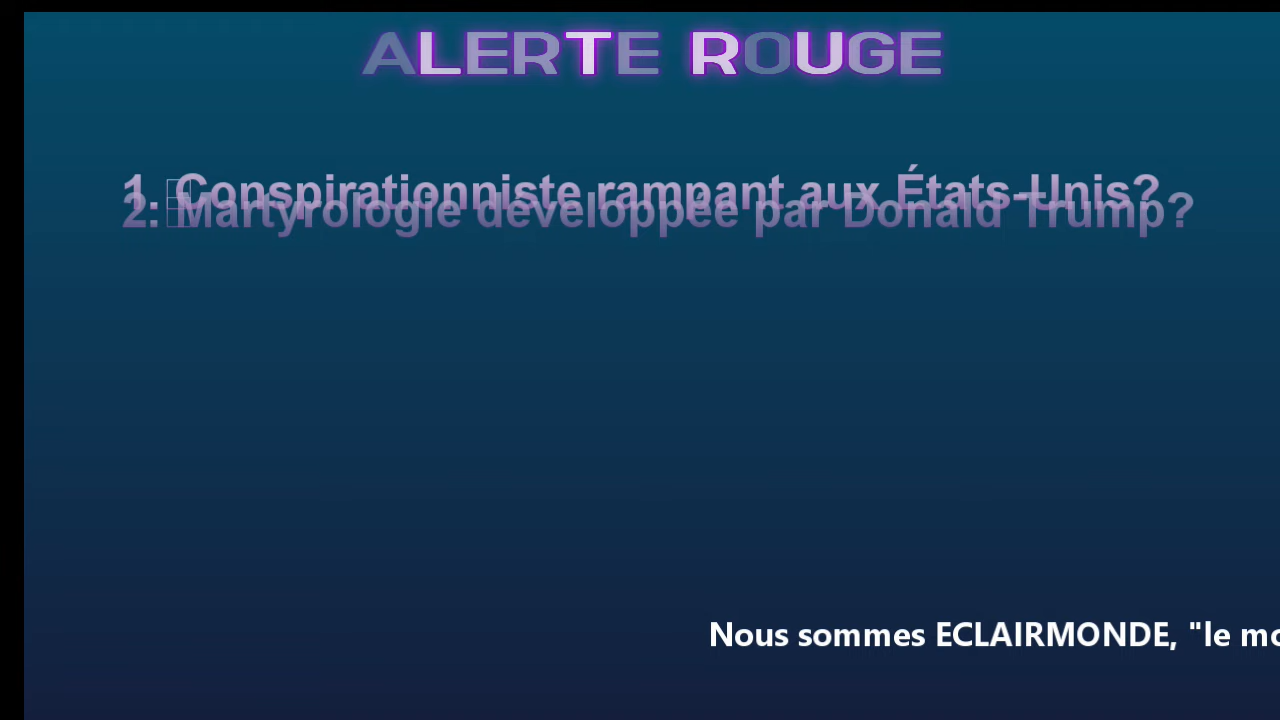 ALERTE ROUGE
1. Conspirationniste rampant aux États-Unis?
2. Martyrologie développée par Donald Trump?
Nous sommes ECLAIRMONDE, "le mo